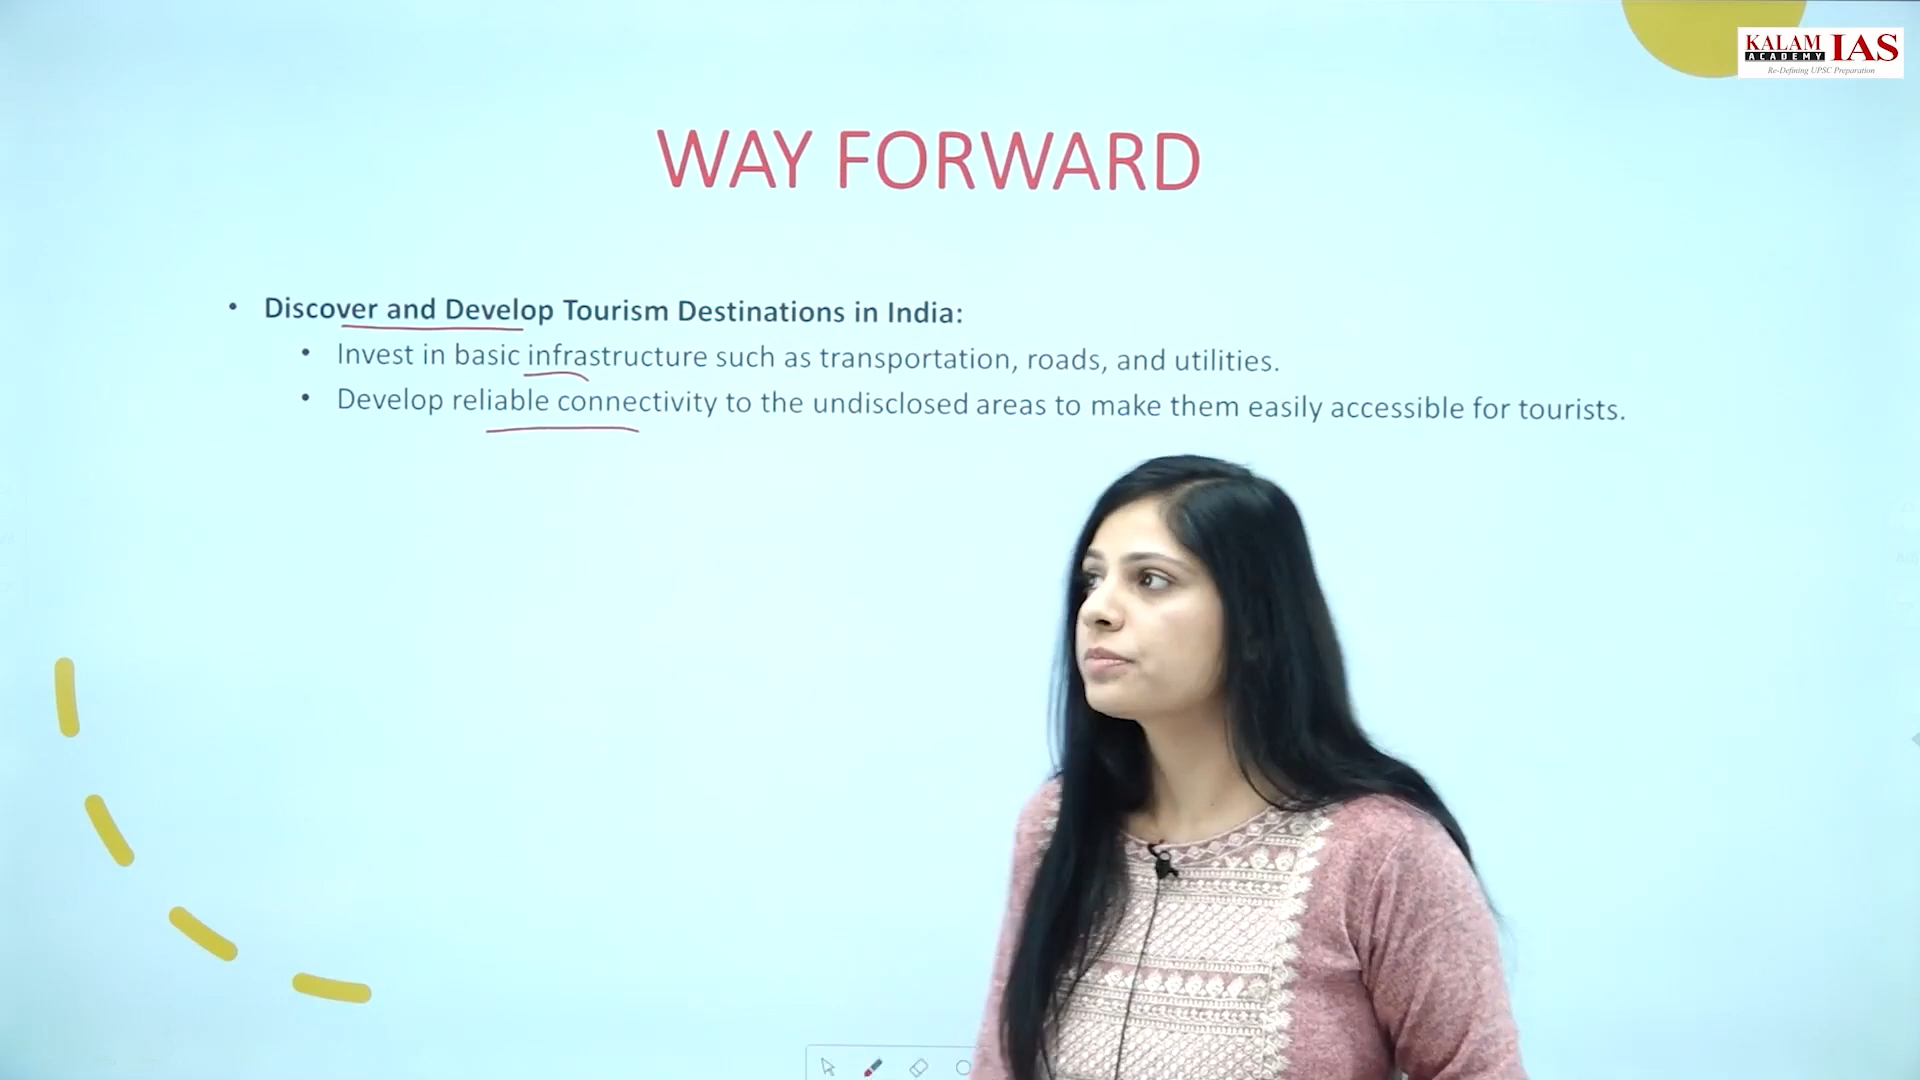 KALAM IAS
ACADEMY
Re-Defining UPSC Preparation
WAY FORWARD
• Discover and Develop Tourism Destinations in India:
• Invest in basic infrastructure such as transportation, roads, and utilities.
• Develop reliable connectivity to the undisclosed areas to make them easily accessible for tourists.